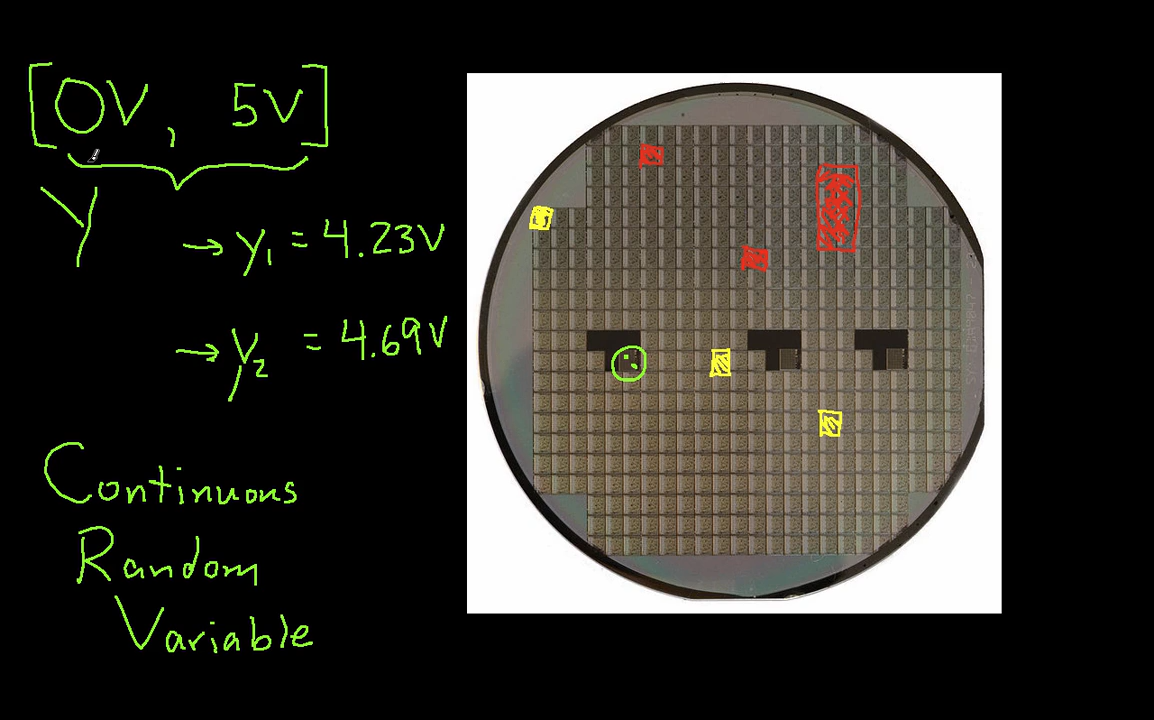 [0V, 5V]
Y
→ y₁ = 4.23V
→ y₂ = 4.69V
Continuous
Random
Variable